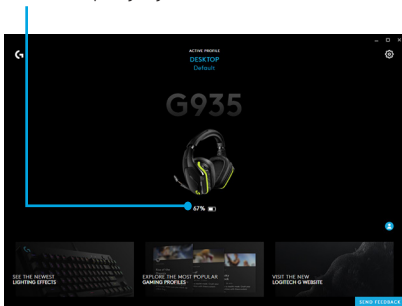 ACTIVE PROFILE
DESKTOP
Default
G935
67%
SEE THE NEWEST
LIGHTING EFFECTS
EXPLORE THE MOST POPULAR
GAMING PROFILES
VISIT THE NEW
LOGITECH G WEBSITE
SEND FEEDBACK